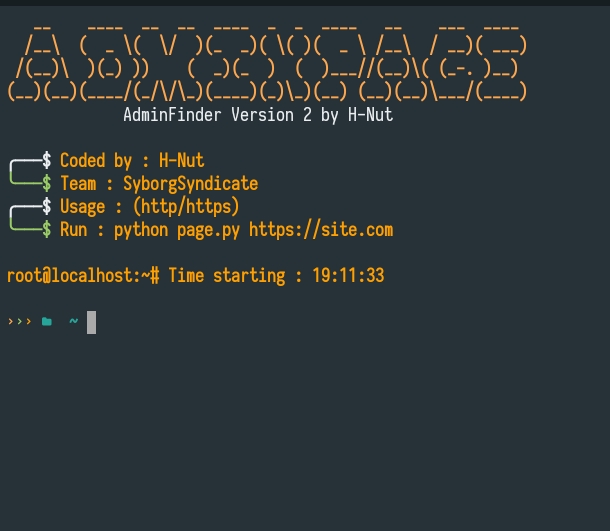 ADMINPAGE
AdminFinder Version 2 by H-Nut
$ Coded by : H-Nut
$ Team : SyborgSyndicate
$ Usage : (http/https)
$ Run : python page.py https://site.com
root@localhost:~# Time starting : 19:11:33
››› ~